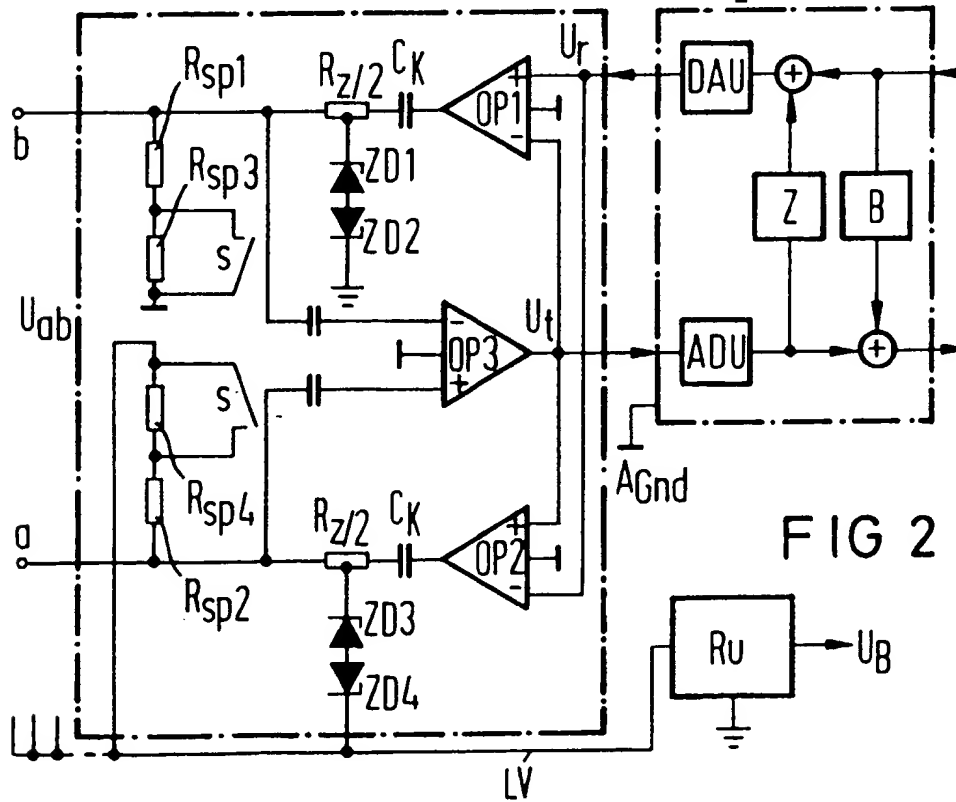 Rsp1
Rz/2
CK
Ur
+
OP1
-
DAU
+
b
Rsp3
ZD1
ZD2
S
Z
B
Uab
-
OP3
+
Ut
ADU
+
S
AGnd
Rsp4
Rz/2
CK
+
OP2
-
a
Rsp2
FIG 2
ZD3
ZD4
Ru
UB
LV